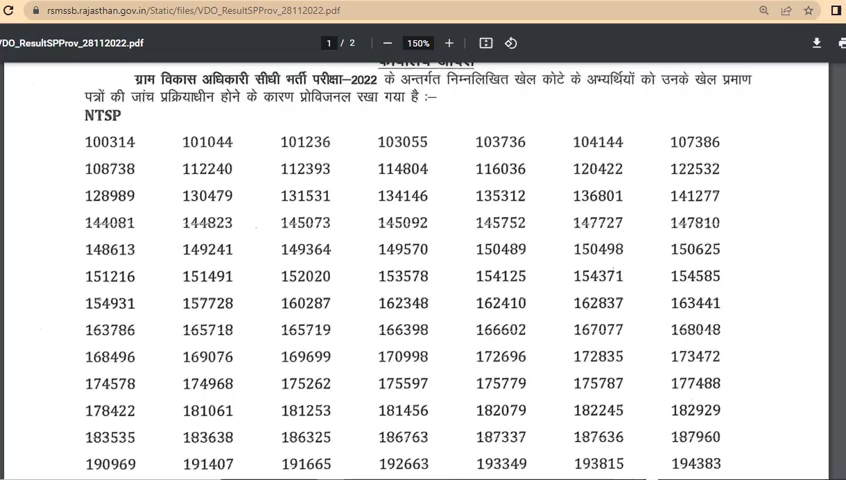 rsmssb.rajasthan.gov.in/Static/files/VDO_ResultSPProv_28112022.pdf
VDO_ResultSPProv_28112022.pdf
1 / 2
150%
कार्यालय आदेश
ग्राम विकास अधिकारी सीधी भर्ती परीक्षा–2022 के अन्तर्गत निम्नलिखित खेल कोटे के अभ्यर्थियों को उनके खेल प्रमाण
पत्रों की जांच प्रक्रियाधीन होने के कारण प्रोविजनल रखा गया है :–
NTSP
100314 101044 101236 103055 103736 104144 107386
108738 112240 112393 114804 116036 120422 122532
128989 130479 131531 134146 135312 136801 141277
144081 144823 145073 145092 145752 147727 147810
148613 149241 149364 149570 150489 150498 150625
151216 151491 152020 153578 154125 154371 154585
154931 157728 160287 162348 162410 162837 163441
163786 165718 165719 166398 166602 167077 168048
168496 169076 169699 170998 172696 172835 173472
174578 174968 175262 175597 175779 175787 177488
178422 181061 181253 181456 182079 182245 182929
183535 183638 186325 186763 187337 187636 187960
190969 191407 191665 192663 193349 193815 194383